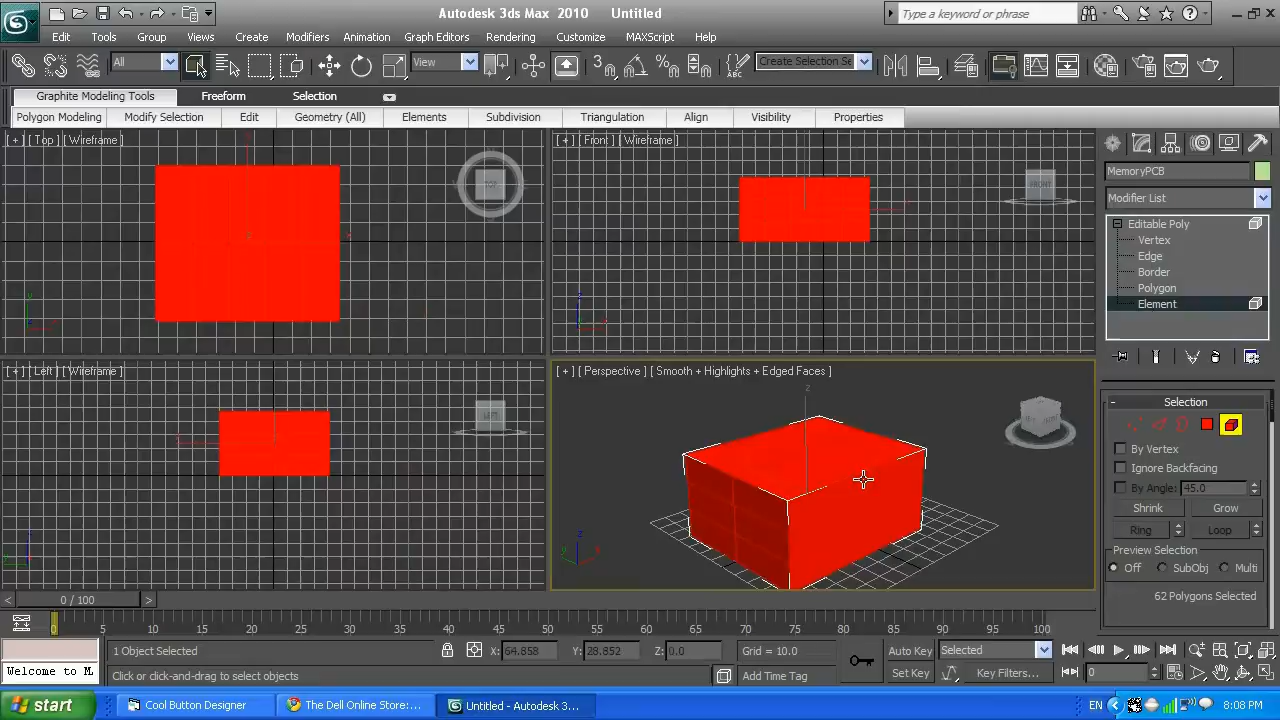 Autodesk 3ds Max 2010 Untitled
Type a keyword or phrase
Edit Tools Group Views Create Modifiers Animation Graph Editors Rendering Customize MAXScript Help
All View Create Selection Se
Graphite Modeling Tools Freeform Selection
Polygon Modeling Modify Selection Edit Geometry (All) Elements Subdivision Triangulation Align Visibility Properties
[ + ] [ Top ] [ Wireframe ]
TOP
[ + ] [ Front ] [ Wireframe ]
FRONT
MemoryPCB
Modifier List
Editable Poly
Vertex
Edge
Border
Polygon
Element
[ + ] [ Left ] [ Wireframe ]
LEFT
[ + ] [ Perspective ] [ Smooth + Highlights + Edged Faces ]
z
Selection
By Vertex
Ignore Backfacing
By Angle: 45.0
Shrink Grow
Ring Loop
Preview Selection
Off SubObj Multi
62 Polygons Selected
0 / 100
0 5 10 15 20 25 30 35 40 45 50 55 60 65 70 75 80 85 90 95 100
1 Object Selected X: 64.858 Y: 28.852 Z: 0.0 Grid = 10.0 Auto Key Selected
Welcome to M Click or click-and-drag to select objects Add Time Tag Set Key Key Filters... 0
start Cool Button Designer The Dell Online Store:... Untitled - Autodesk 3s... EN 8:08 PM